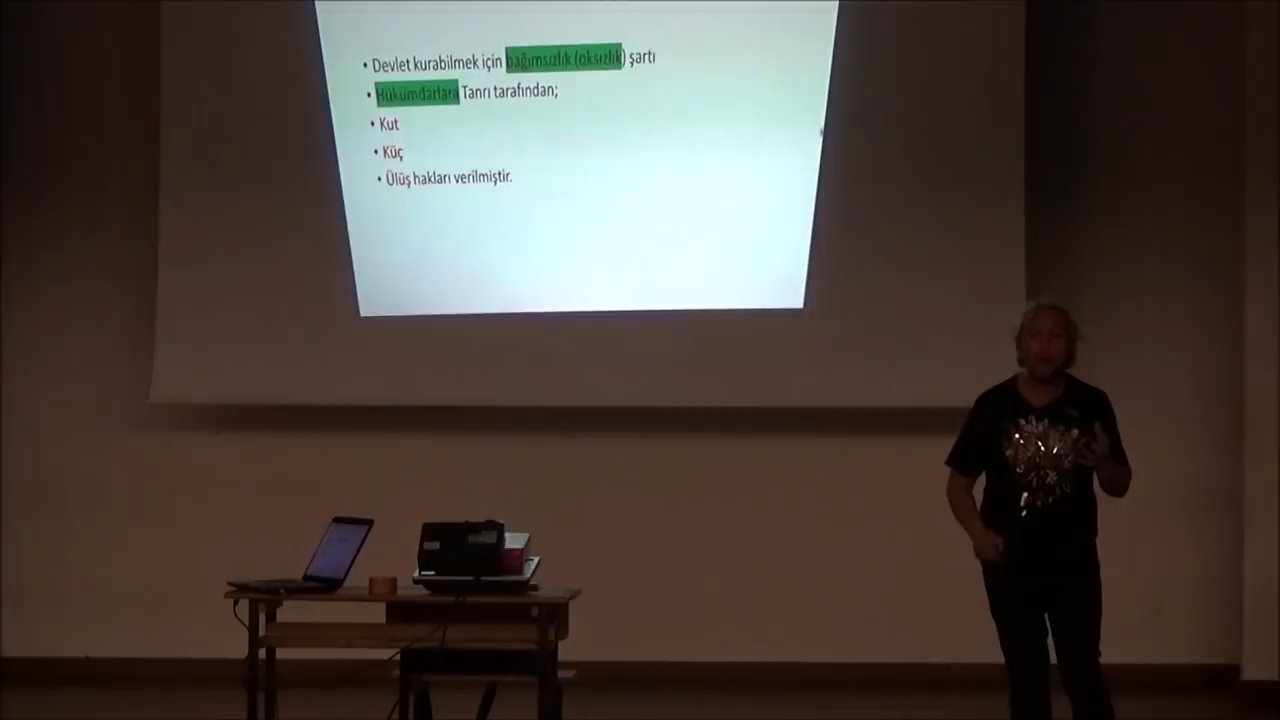 • Devlet kurabilmek için bağımsızlık (oksızlık) şartı
• Hükümdarlara Tanrı tarafından;
• Kut
• Küç
• Ülüş hakları verilmiştir.